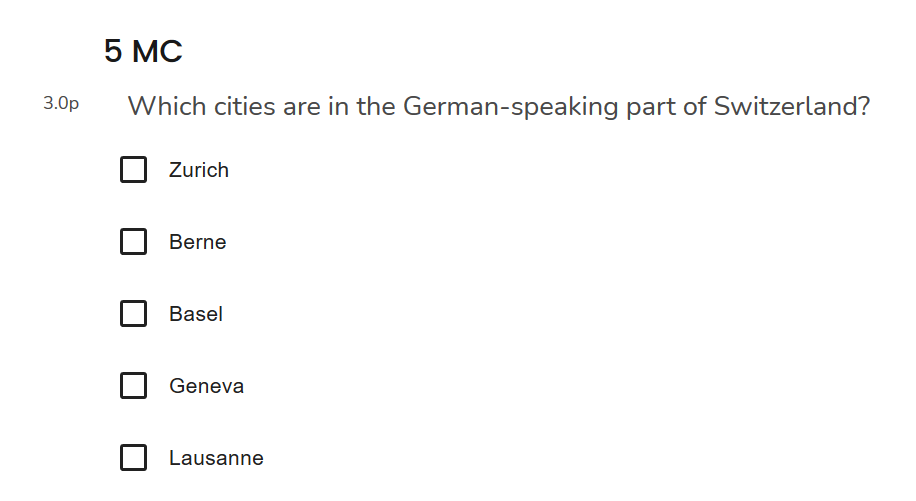 5 MC
3.0p Which cities are in the German-speaking part of Switzerland?
Zurich
Berne
Basel
Geneva
Lausanne